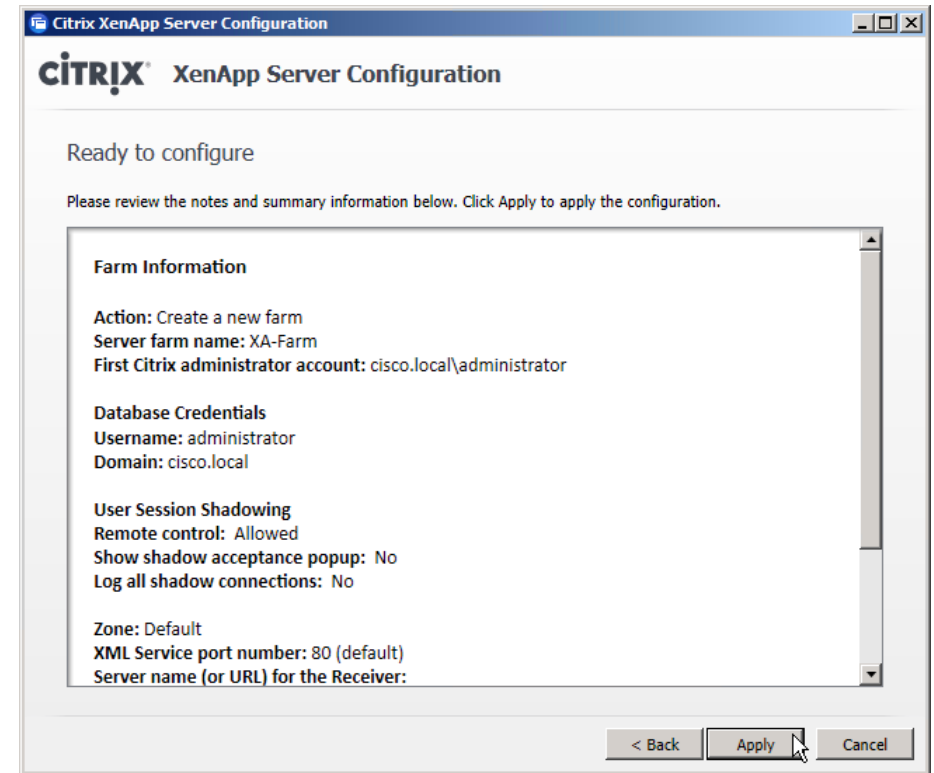 Citrix XenApp Server Configuration
CİTRIX XenApp Server Configuration
Ready to configure
Please review the notes and summary information below. Click Apply to apply the configuration.
Farm Information
Action: Create a new farm
Server farm name: XA-Farm
First Citrix administrator account: cisco.local\administrator
Database Credentials
Username: administrator
Domain: cisco.local
User Session Shadowing
Remote control: Allowed
Show shadow acceptance popup: No
Log all shadow connections: No
Zone: Default
XML Service port number: 80 (default)
Server name (or URL) for the Receiver:
< Back Apply Cancel